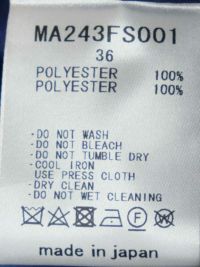 MA243FS001
36
POLYESTER 100%
POLYESTER 100%
-DO NOT WASH
-DO NOT BLEACH
-DO NOT TUMBLE DRY
-COOL IRON
USE PRESS CLOTH
-DRY CLEAN
-DO NOT WET CLEANING
F
made in japan